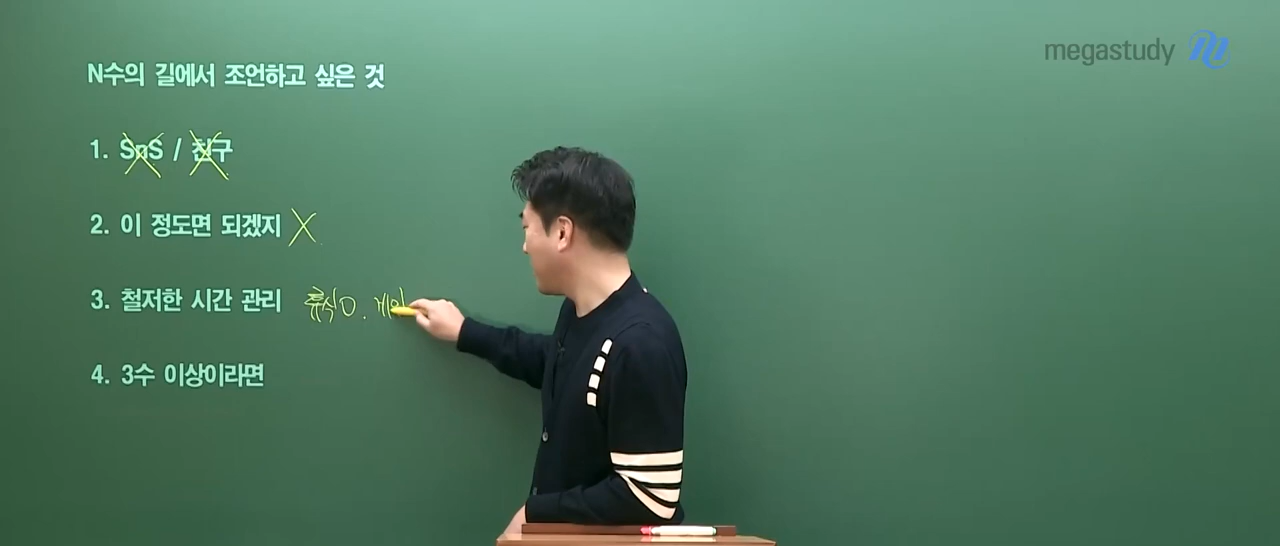 megastudy
N수의 길에서 조언하고 싶은 것
1. SnS / 친구
2. 이 정도면 되겠지 X
3. 철저한 시간 관리 휴식O.
4. 3수 이상이라면